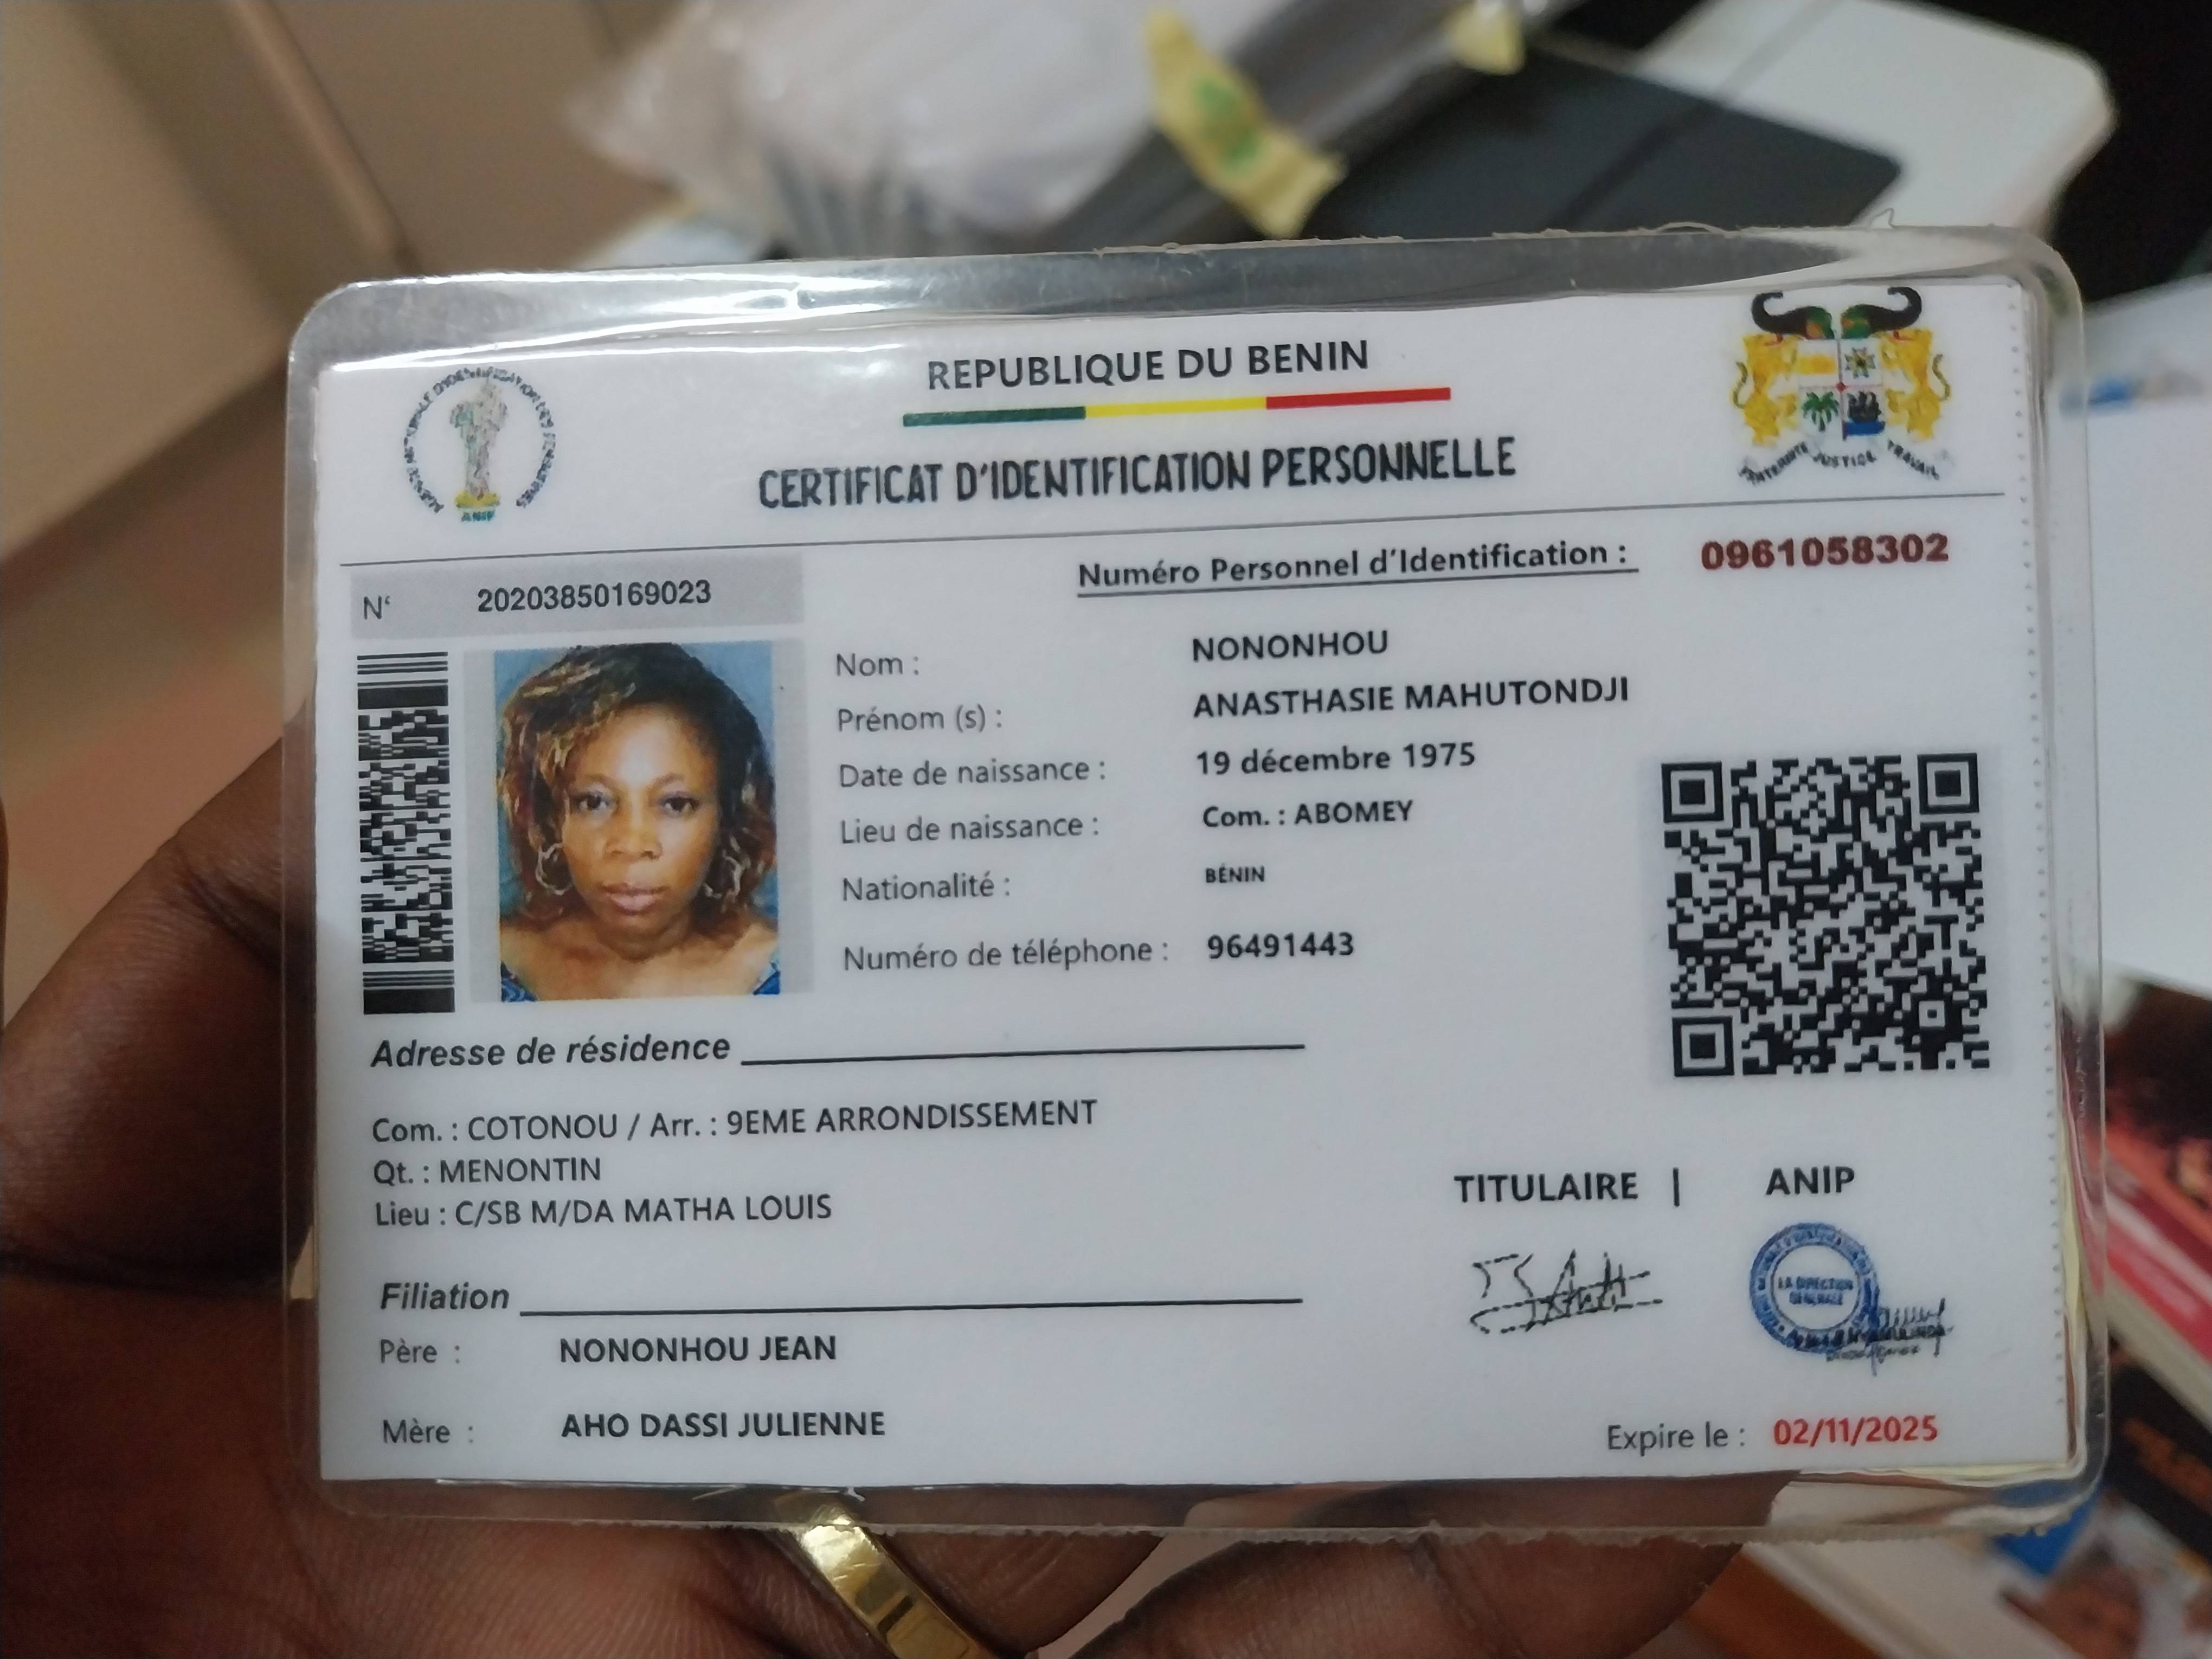 REPUBLIQUE DU BENIN
CERTIFICAT D'IDENTIFICATION PERSONNELLE
ANIP
FRATERNITE JUSTICE TRAVAIL
Numéro Personnel d'Identification : 0961058302
N° 20203850169023
Nom : NONONHOU
Prénom (s) : ANASTHASIE MAHUTONDJI
Date de naissance : 19 décembre 1975
Lieu de naissance : Com. : ABOMEY
Nationalité : BÉNIN
Numéro de téléphone : 96491443
Adresse de résidence
Com. : COTONOU / Arr. : 9EME ARRONDISSEMENT
Qt. : MENONTIN
Lieu : C/SB M/DA MATHA LOUIS
TITULAIRE | ANIP
LA DIRECTION
GENERALE
Filiation
Père : NONONHOU JEAN
Mère : AHO DASSI JULIENNE
Expire le : 02/11/2025